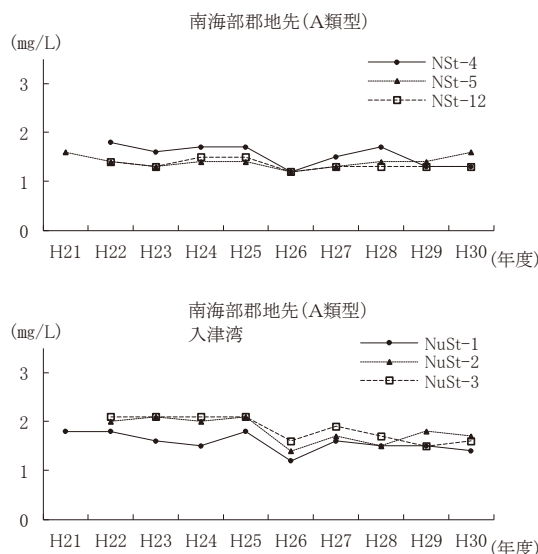 南海部郡地先(A類型)
(mg/L)
NSt-4
NSt-5
NSt-12
3
2
1
0
H21 H22 H23 H24 H25 H26 H27 H28 H29 H30 (年度)
南海部郡地先(A類型)
入津湾
(mg/L)
NuSt-1
NuSt-2
NuSt-3
3
2
1
0
H21 H22 H23 H24 H25 H26 H27 H28 H29 H30 (年度)